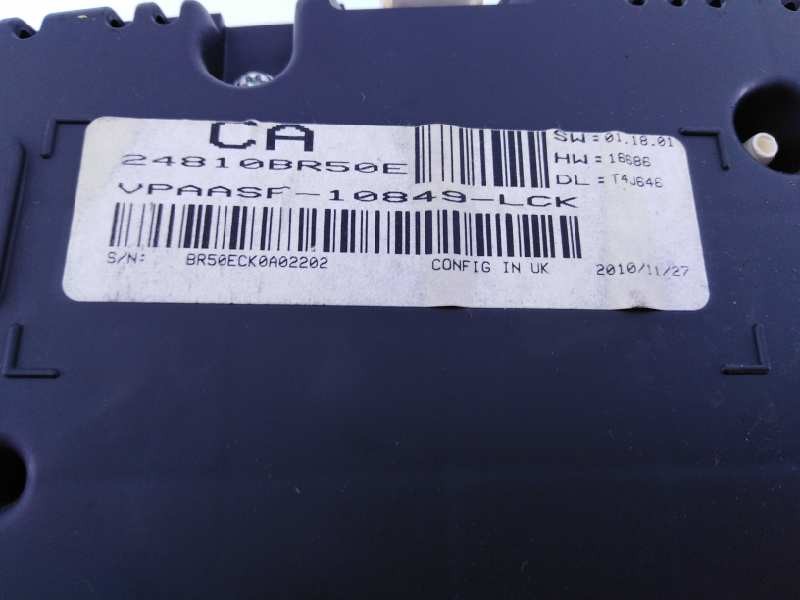 CA
24810BR50E
VPAASF-10849-LCK
SW = 01.18.01
HW = 16686
DL = T4J646
S/N: BR50ECK0A02202 CONFIG IN UK 2010/11/27